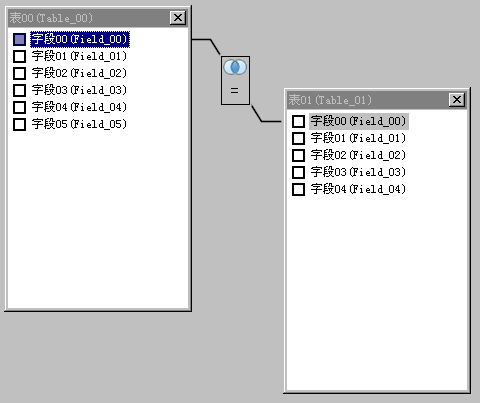 表00(Table_00)
字段00(Field_00)
字段01(Field_01)
字段02(Field_02)
字段03(Field_03)
字段04(Field_04)
字段05(Field_05)
=
表01(Table_01)
字段00(Field_00)
字段01(Field_01)
字段02(Field_02)
字段03(Field_03)
字段04(Field_04)